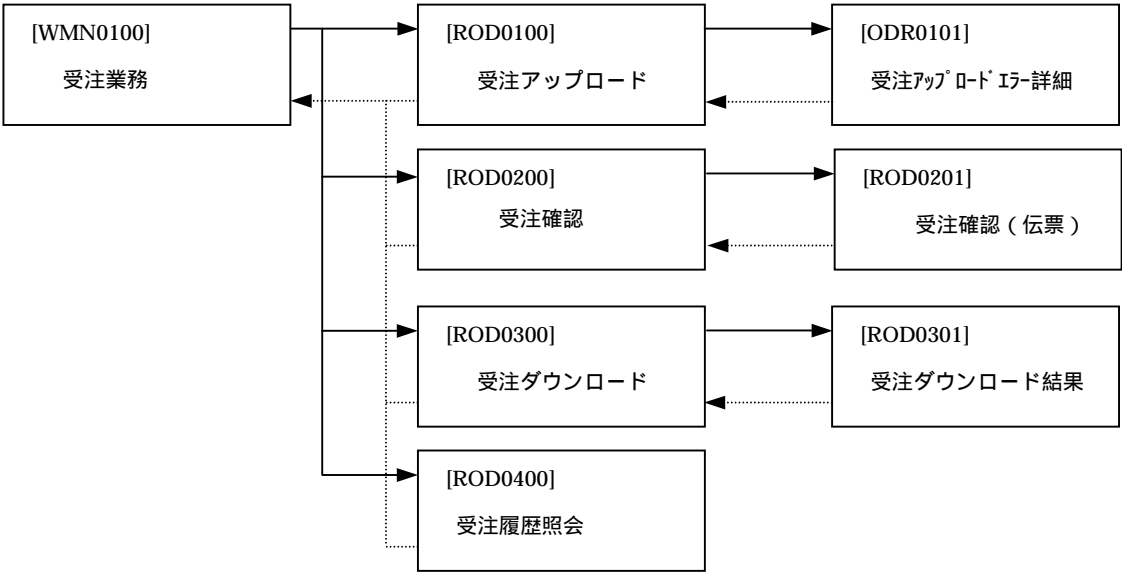 [WMN0100]
受注業務
[ROD0100]
受注アップロード
[ODR0101]
受注ｱｯﾌﾟﾛｰﾄﾞｴﾗｰ詳細
[ROD0200]
受注確認
[ROD0201]
受注確認（伝票）
[ROD0300]
受注ダウンロード
[ROD0301]
受注ダウンロード結果
[ROD0400]
受注履歴照会